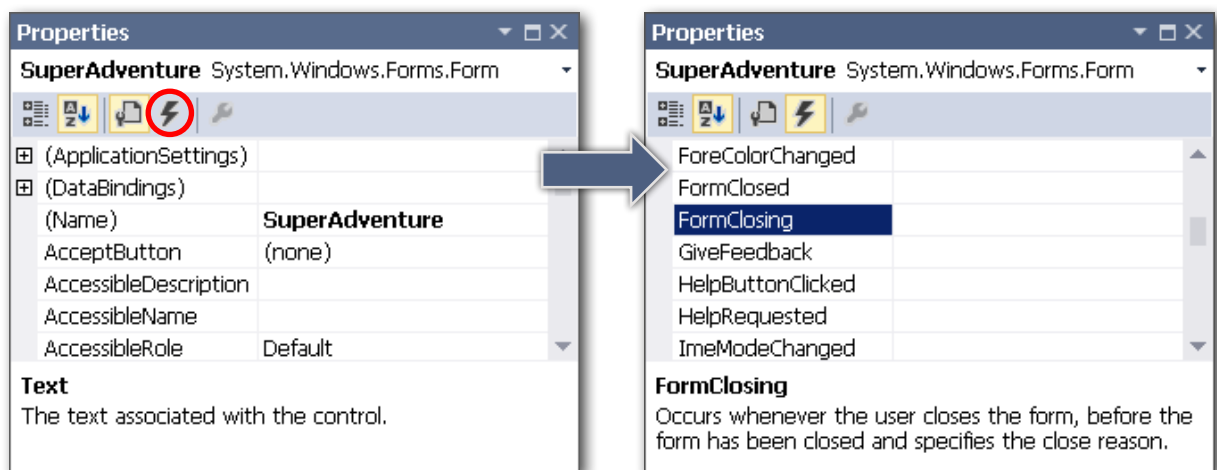 Properties
SuperAdventure System.Windows.Forms.Form
(ApplicationSettings)
(DataBindings)
(Name) SuperAdventure
AcceptButton (none)
AccessibleDescription
AccessibleName
AccessibleRole Default
Text
The text associated with the control.
Properties
SuperAdventure System.Windows.Forms.Form
ForeColorChanged
FormClosed
FormClosing
GiveFeedback
HelpButtonClicked
HelpRequested
ImeModeChanged
FormClosing
Occurs whenever the user closes the form, before the
form has been closed and specifies the close reason.